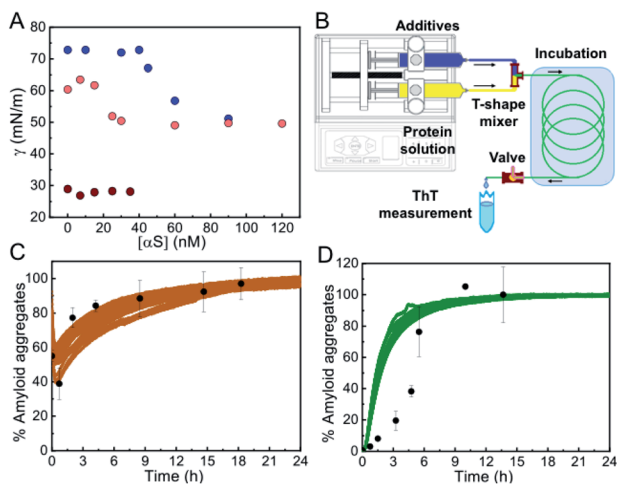 A
80
70
60
50
40
30
20
γ (mN/m)
0 20 40 60 80 100 120
[αS] (nM)
B
Additives
Incubation
T-shape
mixer
Protein
solution
Valve
ThT
measurement
C
100
80
60
40
20
0
% Amyloid aggregates
0 3 6 9 12 15 18 21 24
Time (h)
D
120
100
80
60
40
20
0
% Amyloid aggregates
0 3 6 9 12 15 18 21 24
Time (h)